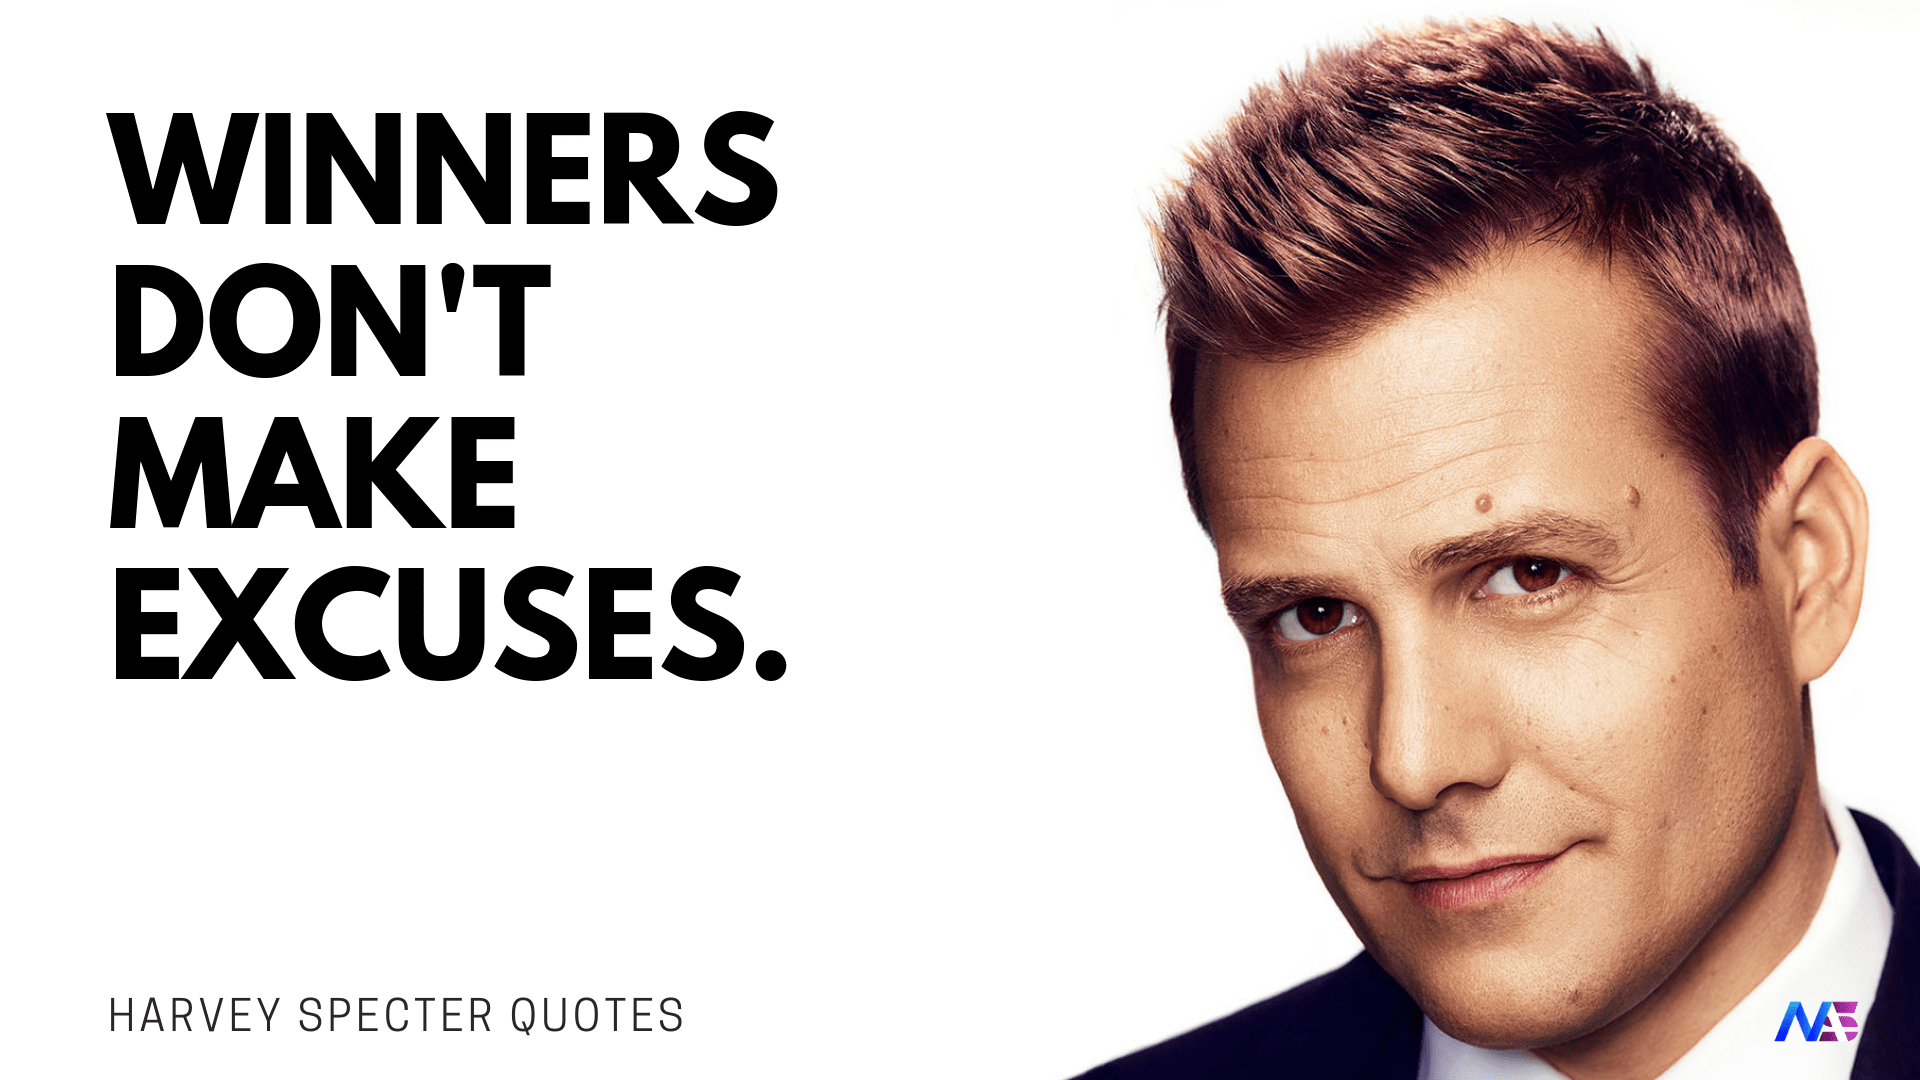 WINNERS
DON'T
MAKE
EXCUSES.
HARVEY SPECTER QUOTES